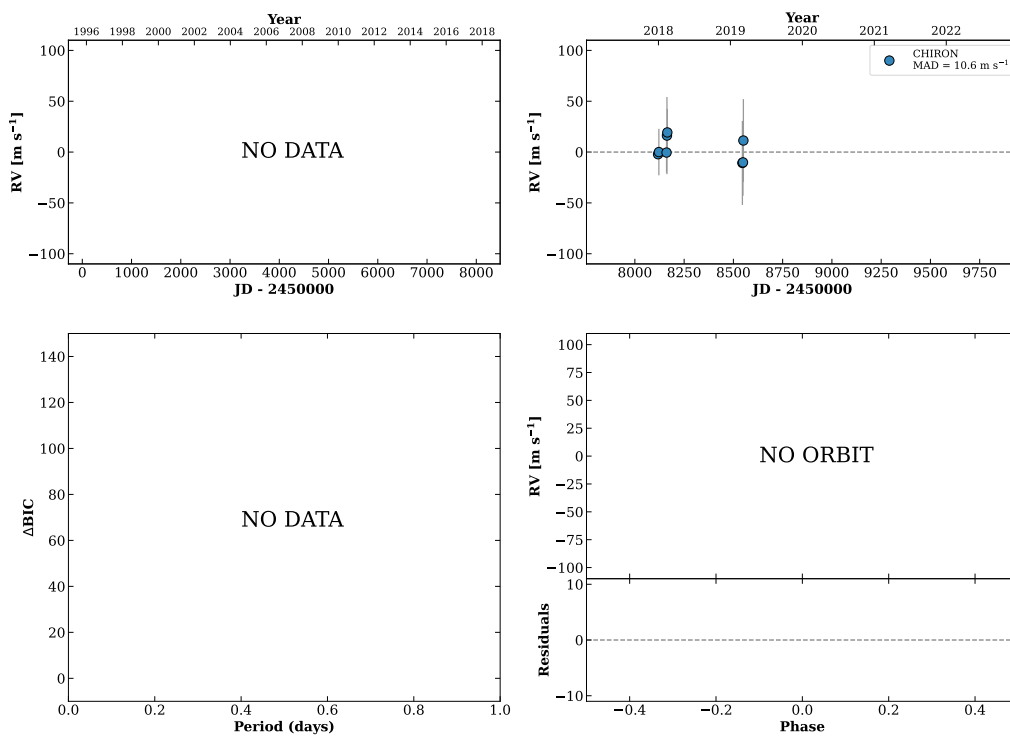 Year
1996 1998 2000 2002 2004 2006 2008 2010 2012 2014 2016 2018
100
50
0
−50
−100
RV [m s⁻¹]
NO DATA
0 1000 2000 3000 4000 5000 6000 7000 8000
JD - 2450000
Year
2018 2019 2020 2021 2022
CHIRON
MAD = 10.6 m s⁻¹
100
50
0
−50
−100
RV [m s⁻¹]
8000 8250 8500 8750 9000 9250 9500 9750
JD - 2450000
140
120
100
80
60
40
20
0
ΔBIC
NO DATA
0.0 0.2 0.4 0.6 0.8 1.0
Period (days)
100
75
50
25
0
−25
−50
−75
−100
RV [m s⁻¹]
NO ORBIT
10
0
−10
Residuals
−0.4 −0.2 0.0 0.2 0.4
Phase